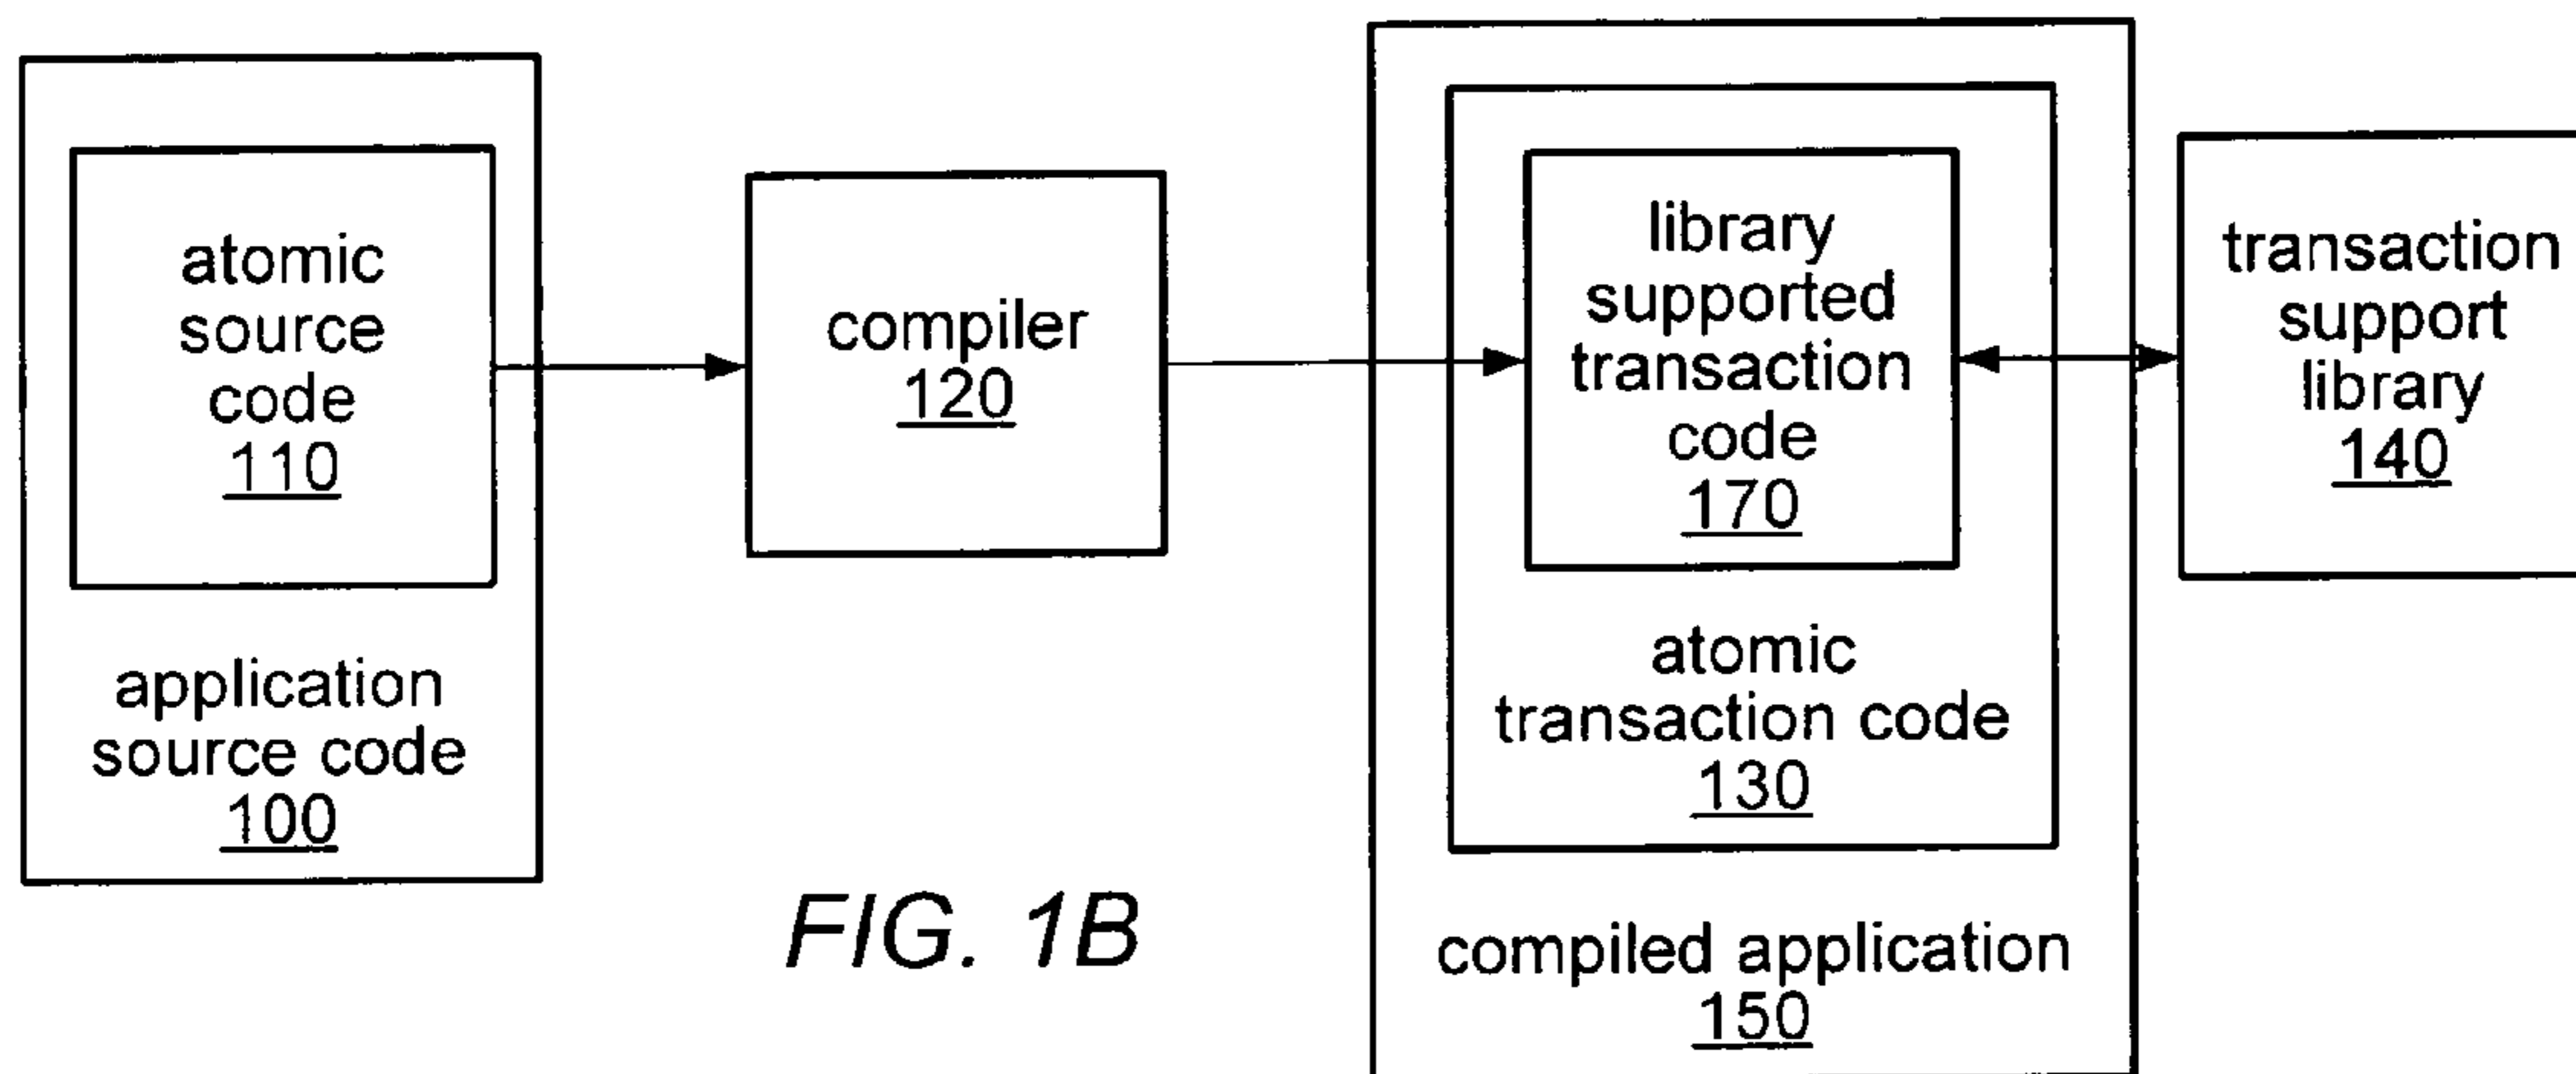 atomic
source
code
110
application
source code
100
compiler
120
library
supported
transaction
code
170
atomic
transaction code
130
compiled application
150
transaction
support
library
140
FIG. 1B